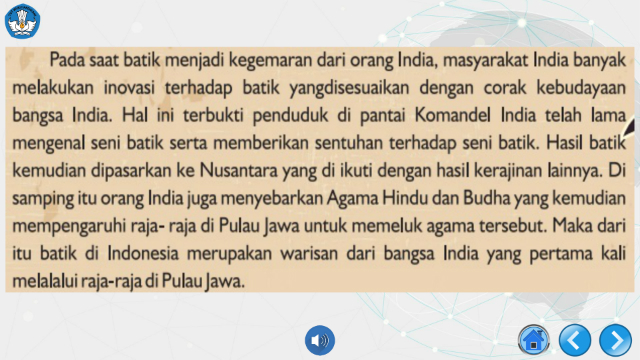 Pada saat batik menjadi kegemaran dari orang India, masyarakat India banyak
melakukan inovasi terhadap batik yangdisesuaikan dengan corak kebudayaan
bangsa India. Hal ini terbukti penduduk di pantai Komandel India telah lama
mengenal seni batik serta memberikan sentuhan terhadap seni batik. Hasil batik
kemudian dipasarkan ke Nusantara yang di ikuti dengan hasil kerajinan lainnya. Di
samping itu orang India juga menyebarkan Agama Hindu dan Budha yang kemudian
mempengaruhi raja- raja di Pulau Jawa untuk memeluk agama tersebut. Maka dari
itu batik di Indonesia merupakan warisan dari bangsa India yang pertama kali
melalalui raja-raja di Pulau Jawa.